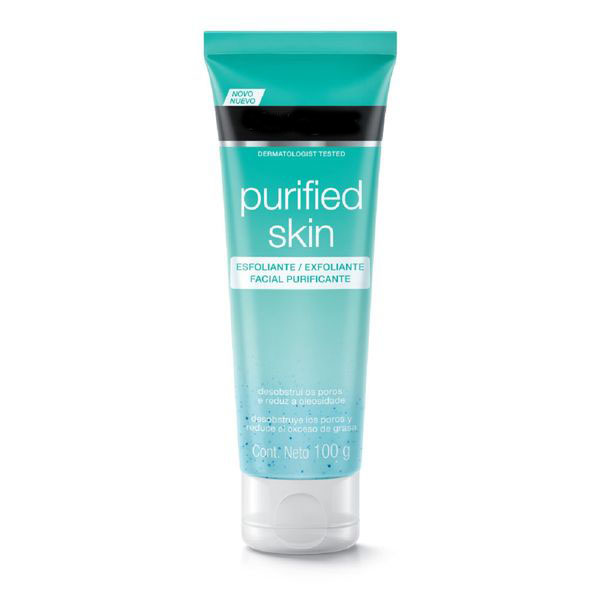 NOVO
NUEVO
DERMATOLOGIST TESTED
purified
skin
ESFOLIANTE / EXFOLIANTE
FACIAL PURIFICANTE
desobstrui os poros
e reduz a oleosidade
desobstruye los poros y
reduce el exceso de grasa
Cont. Neto 100 g